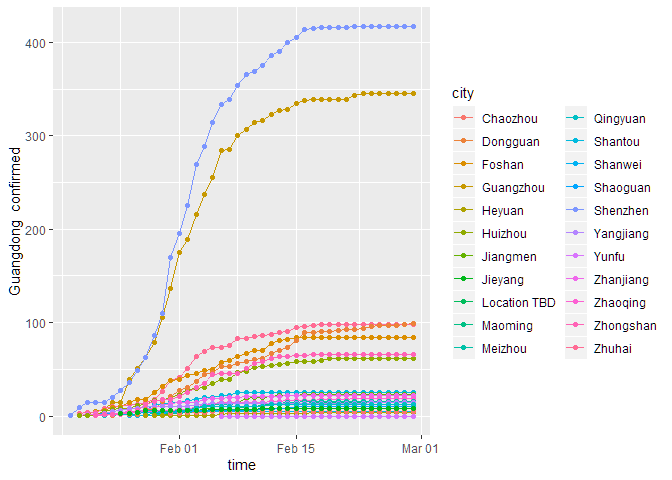 Guangdong confirmed
400
300
200
100
0
Feb 01
Feb 15
Mar 01
time
city
Chaozhou
Dongguan
Foshan
Guangzhou
Heyuan
Huizhou
Jiangmen
Jieyang
Location TBD
Maoming
Meizhou
Qingyuan
Shantou
Shanwei
Shaoguan
Shenzhen
Yangjiang
Yunfu
Zhanjiang
Zhaoqing
Zhongshan
Zhuhai